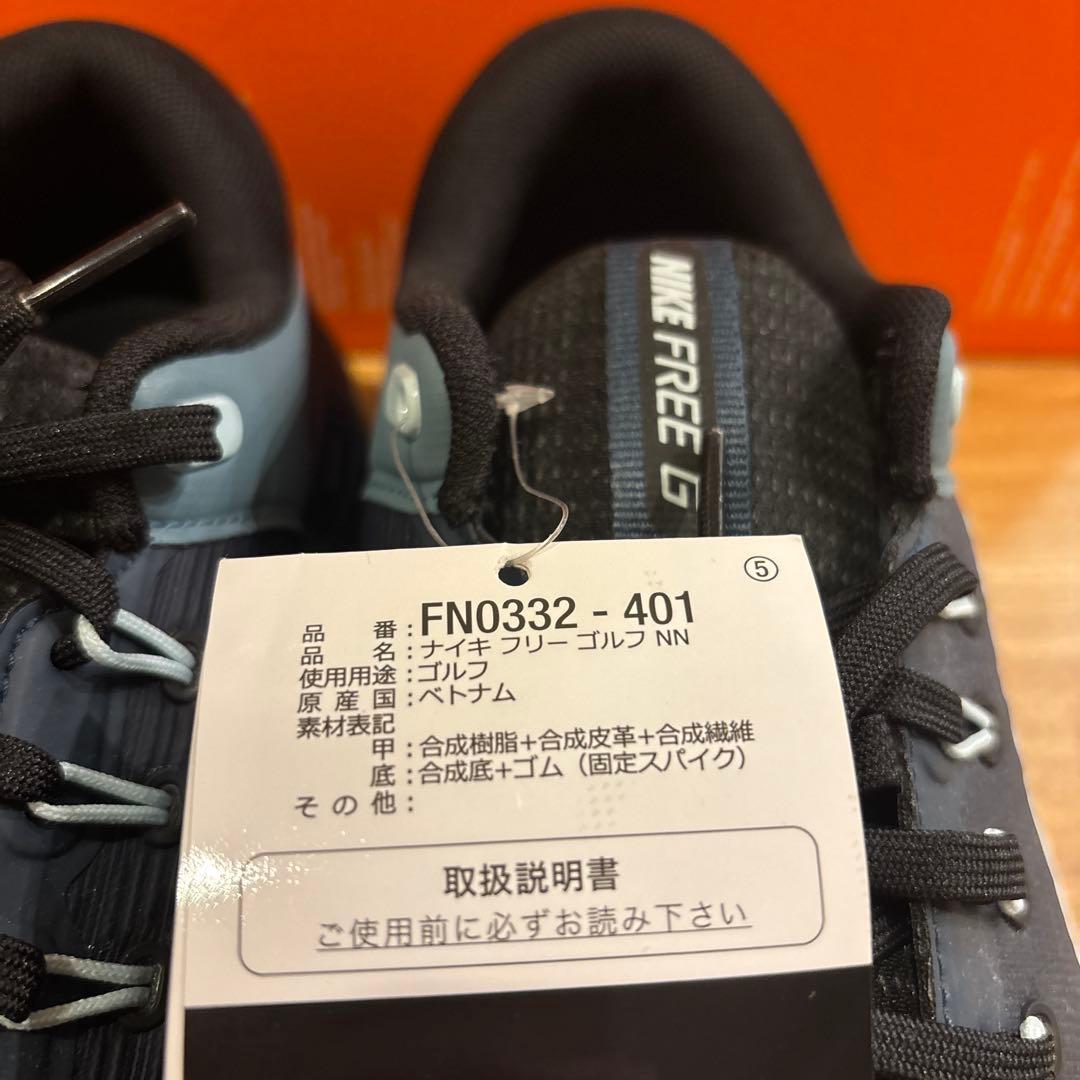 NIKE FREE G
⑤
品番:FN0332 - 401
品名:ナイキ フリー ゴルフ NN
使用用途:ゴルフ
原産国:ベトナム
素材表記
甲:合成樹脂+合成皮革+合成繊維
底:合成底+ゴム(固定スパイク)
その他:
取扱説明書
ご使用前に必ずお読み下さい